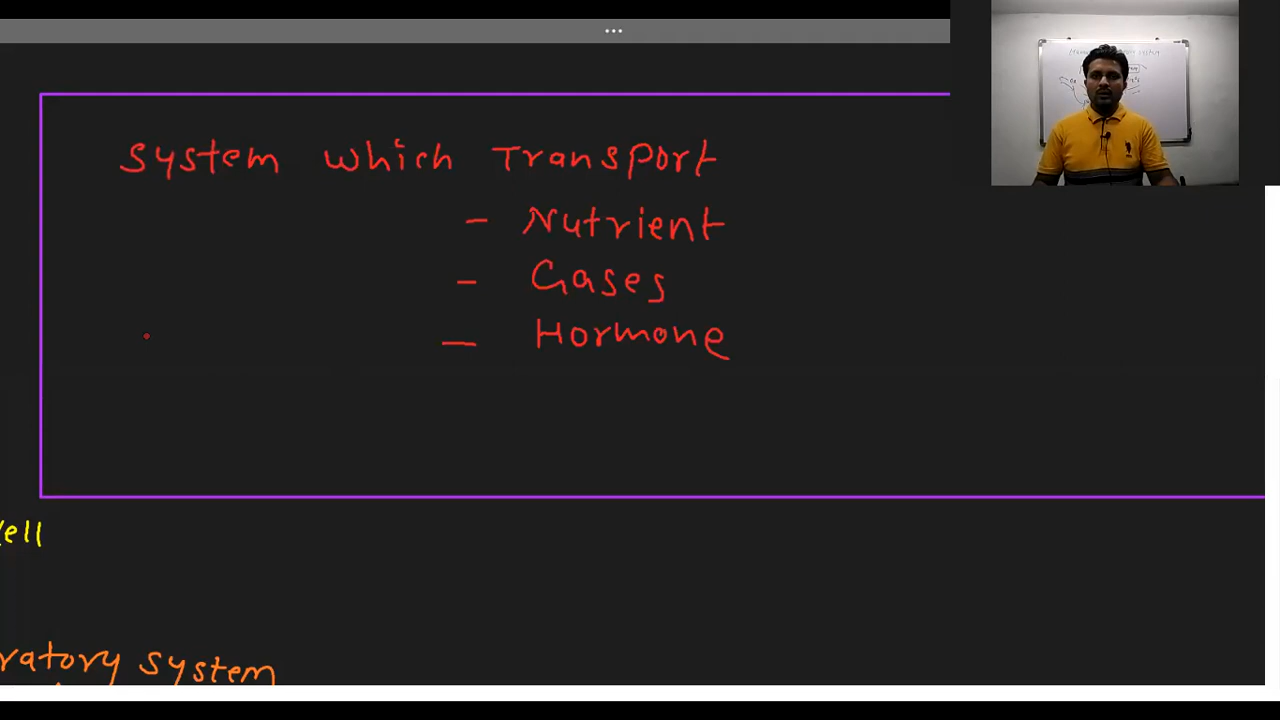 System which Transport
- Nutrient
- Gases
- Hormone
ell
ratory system